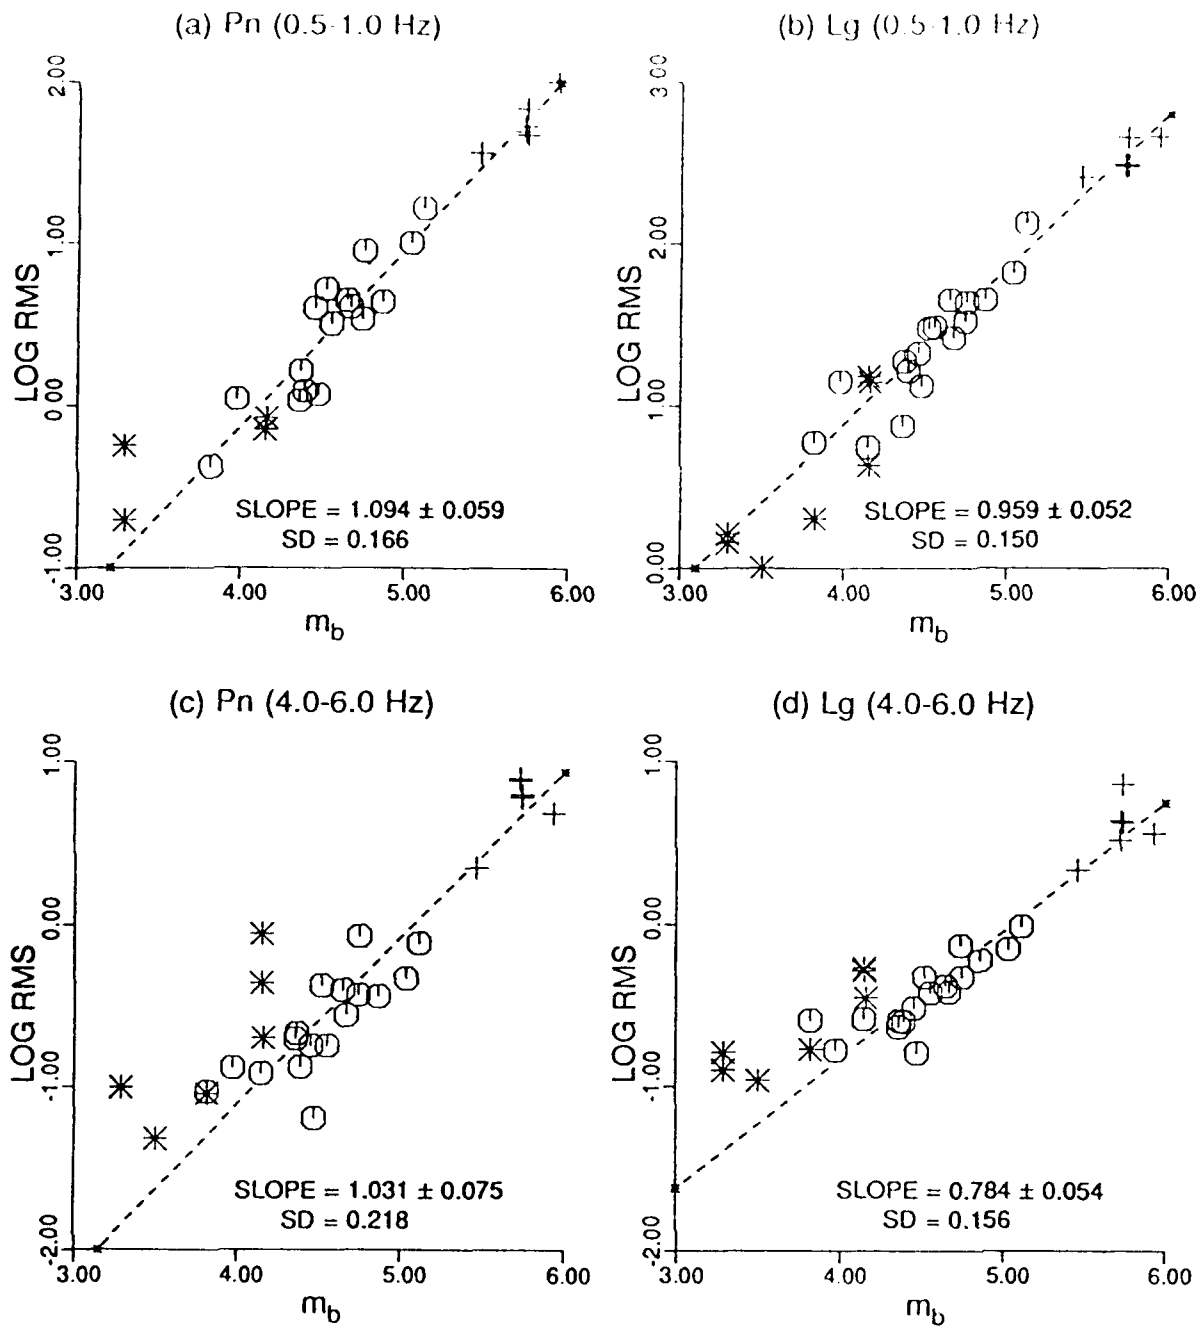 (a) Pn (0.5-1.0 Hz)
2.00
1.00
0.00
-1.00
LOG RMS
SLOPE = 1.094 ± 0.059
SD = 0.166
3.00 4.00 5.00 6.00
mb
(b) Lg (0.5-1.0 Hz)
3.00
2.00
1.00
0.00
LOG RMS
SLOPE = 0.959 ± 0.052
SD = 0.150
3.00 4.00 5.00 6.00
mb
(c) Pn (4.0-6.0 Hz)
1.00
0.00
-1.00
-2.00
LOG RMS
SLOPE = 1.031 ± 0.075
SD = 0.218
3.00 4.00 5.00 6.00
mb
(d) Lg (4.0-6.0 Hz)
1.00
0.00
-1.00
-2.00
LOG RMS
SLOPE = 0.784 ± 0.054
SD = 0.156
3.00 4.00 5.00 6.00
mb